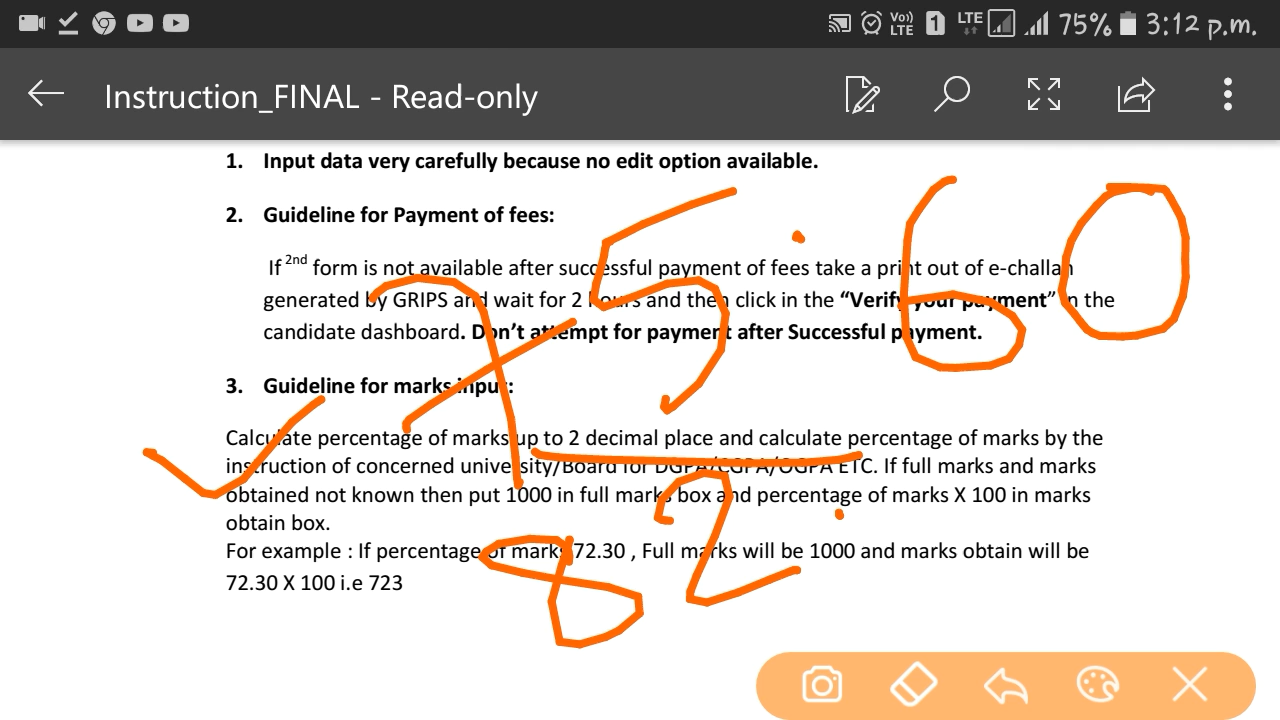 Vo)) LTE 1 LTE 75% 3:12 p.m.
Instruction_FINAL - Read-only
1. Input data very carefully because no edit option available.
2. Guideline for Payment of fees:
If 2nd form is not available after successful payment of fees take a print out of e-challan
generated by GRIPS and wait for 2 hours and then click in the “Verify your payment” in the
candidate dashboard. Don’t attempt for payment after Successful payment.
3. Guideline for marks input:
Calculate percentage of marks up to 2 decimal place and calculate percentage of marks by the
instruction of concerned university/Board for DGPA/CGPA/OGPA ETC. If full marks and marks
obtained not known then put 1000 in full marks box and percentage of marks X 100 in marks
obtain box.
For example : If percentage of marks 72.30 , Full marks will be 1000 and marks obtain will be
72.30 X 100 i.e 723
75.60
82.